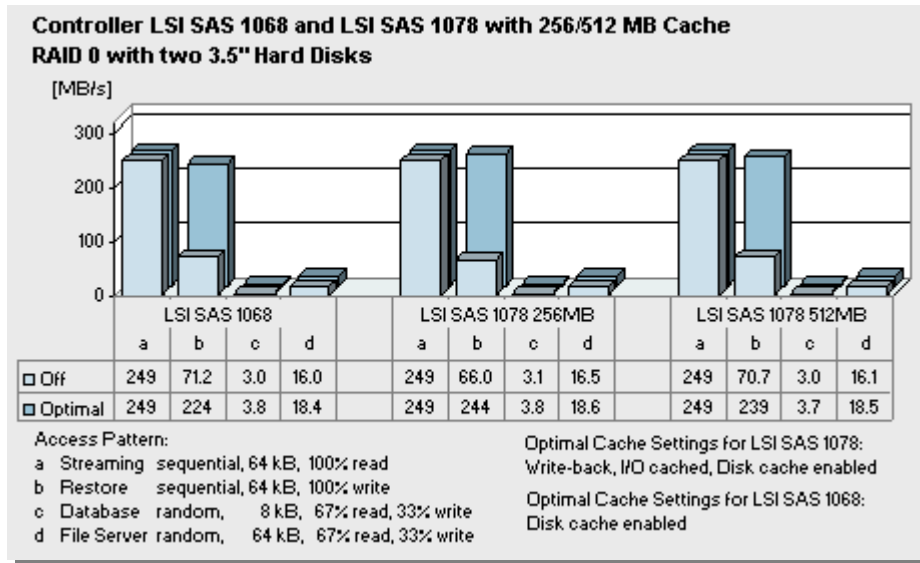 Controller LSI SAS 1068 and LSI SAS 1078 with 256/512 MB Cache
RAID 0 with two 3.5" Hard Disks
[MB/s]
300
200
100
0
LSI SAS 1068 LSI SAS 1078 256MB LSI SAS 1078 512MB
a b c d a b c d a b c d
Off 249 71.2 3.0 16.0 249 66.0 3.1 16.5 249 70.7 3.0 16.1
Optimal 249 224 3.8 18.4 249 244 3.8 18.6 249 239 3.7 18.5
Access Pattern:
a Streaming sequential, 64 kB, 100% read
b Restore sequential, 64 kB, 100% write
c Database random, 8 kB, 67% read, 33% write
d File Server random, 64 kB, 67% read, 33% write
Optimal Cache Settings for LSI SAS 1078:
Write-back, I/O cached, Disk cache enabled
Optimal Cache Settings for LSI SAS 1068:
Disk cache enabled